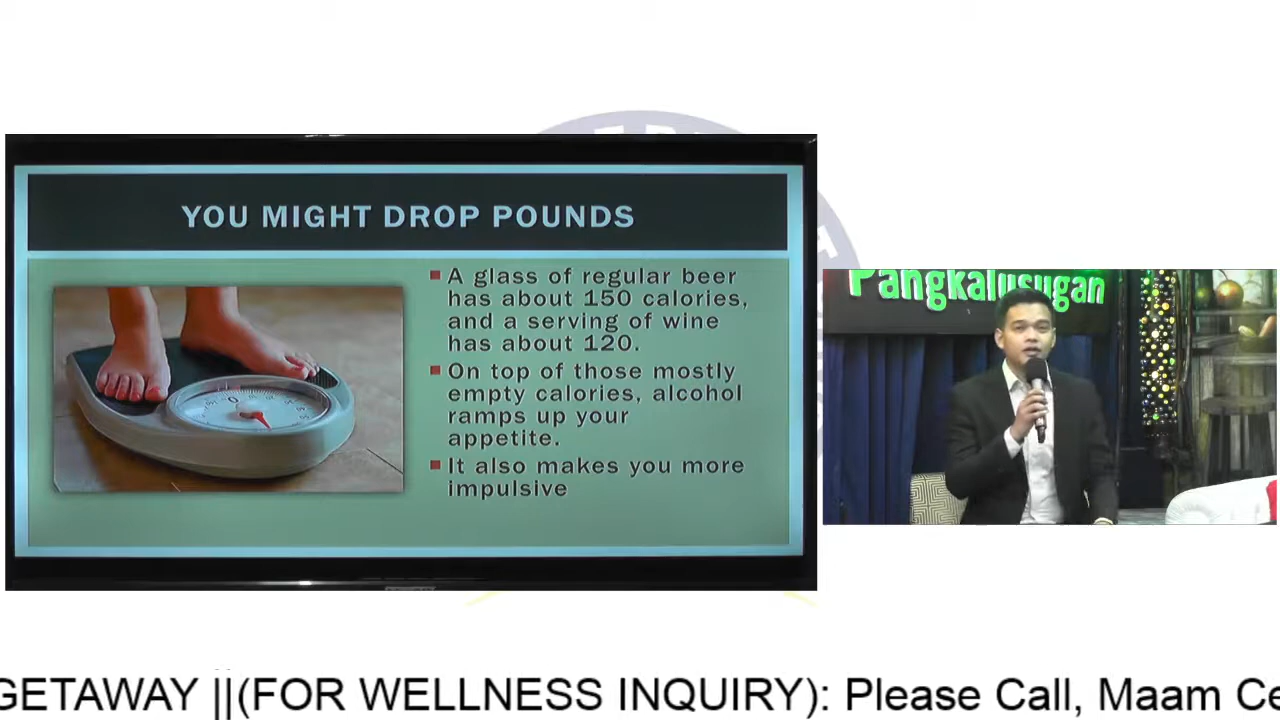 YOU MIGHT DROP POUNDS
A glass of regular beer
has about 150 calories,
and a serving of wine
has about 120.
On top of those mostly
empty calories, alcohol
ramps up your
appetite.
It also makes you more
impulsive
Pangkalusugan
GETAWAY ||(FOR WELLNESS INQUIRY): Please Call, Maam Ce